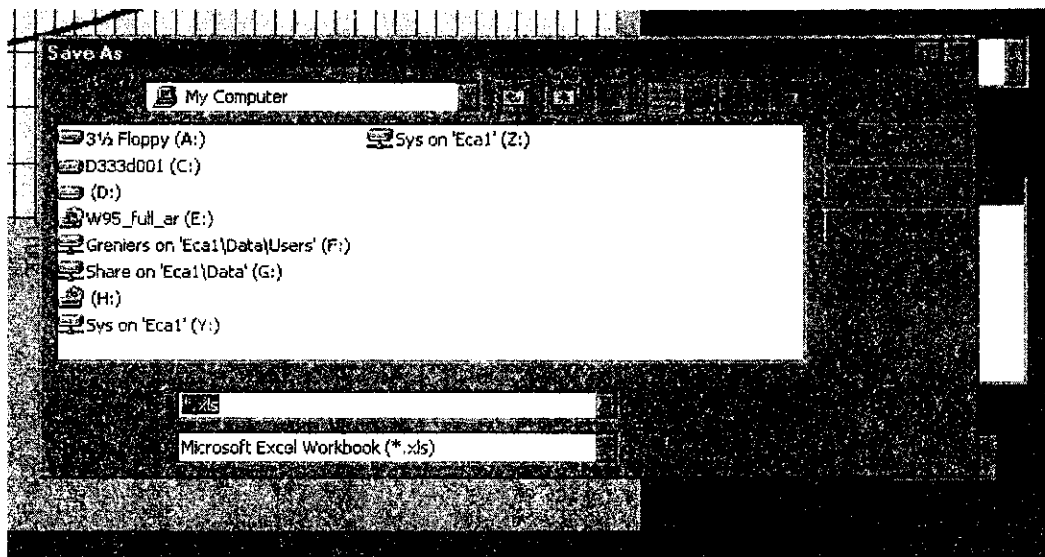 Save As
My Computer
3½ Floppy (A:)
D333d001 (C:)
(D:)
W95_full_ar (E:)
Greniers on 'Eca1\Data\Users' (F:)
Share on 'Eca1\Data' (G:)
(H:)
Sys on 'Eca1' (Y:)
Sys on 'Eca1' (Z:)
*.xls
Microsoft Excel Workbook (*.xls)